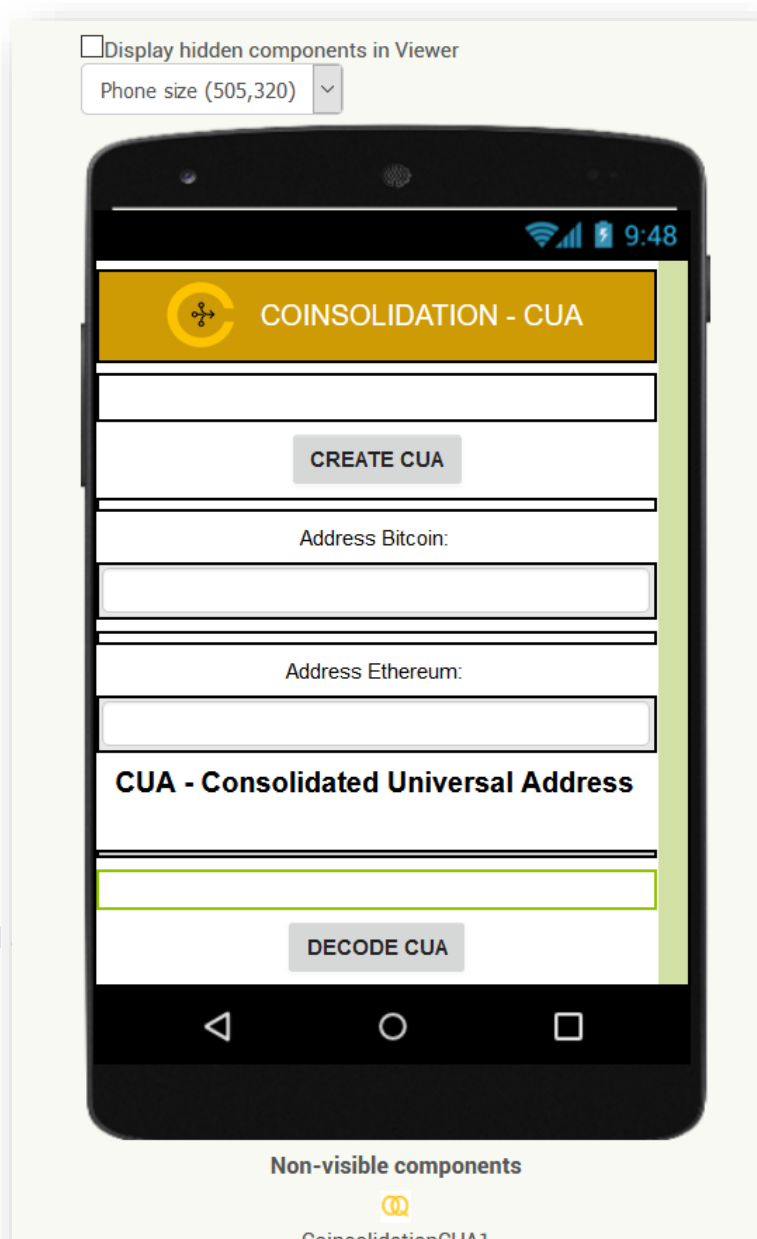 Display hidden components in Viewer
Phone size (505,320)
9:48
COINSOLIDATION - CUA
CREATE CUA
Address Bitcoin:
Address Ethereum:
CUA - Consolidated Universal Address
DECODE CUA
Non-visible components
CoinsolidationCUA1